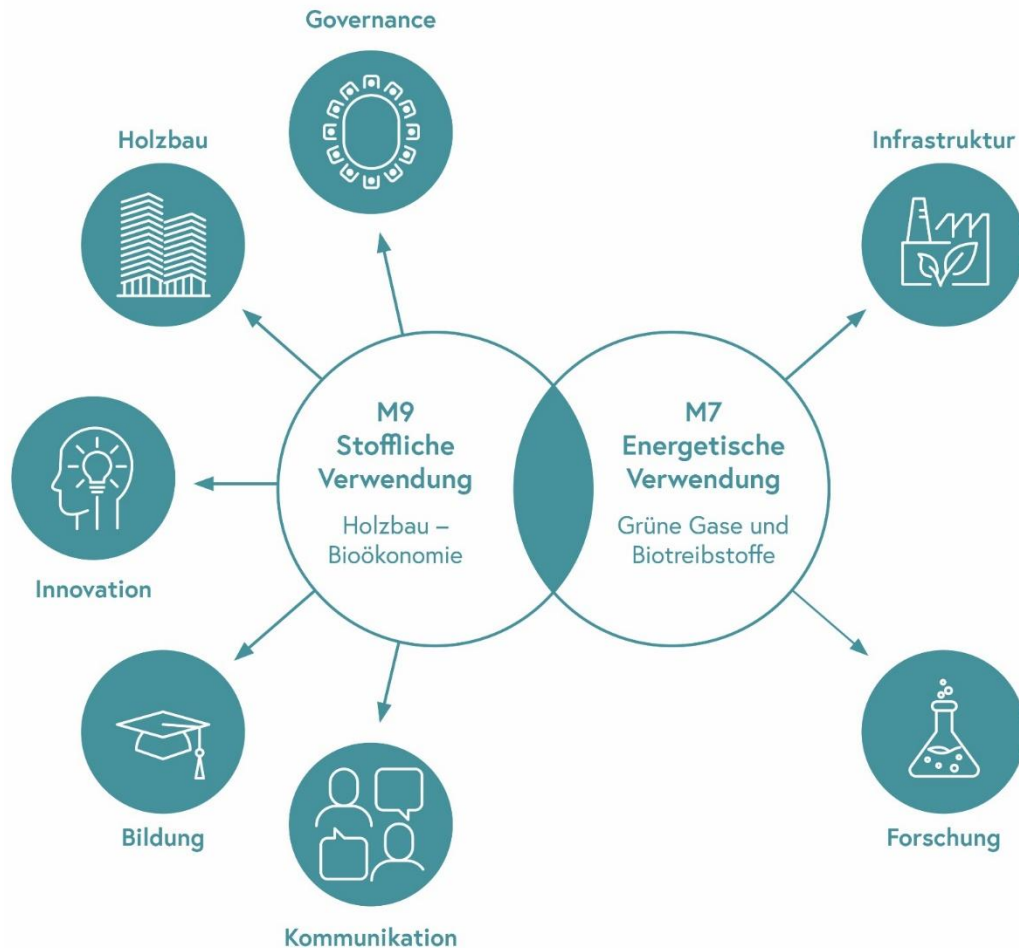 Governance
Holzbau
Infrastruktur
M9
Stoffliche
Verwendung
Holzbau –
Bioökonomie
M7
Energetische
Verwendung
Grüne Gase und
Biotreibstoffe
Innovation
Bildung
Forschung
Kommunikation